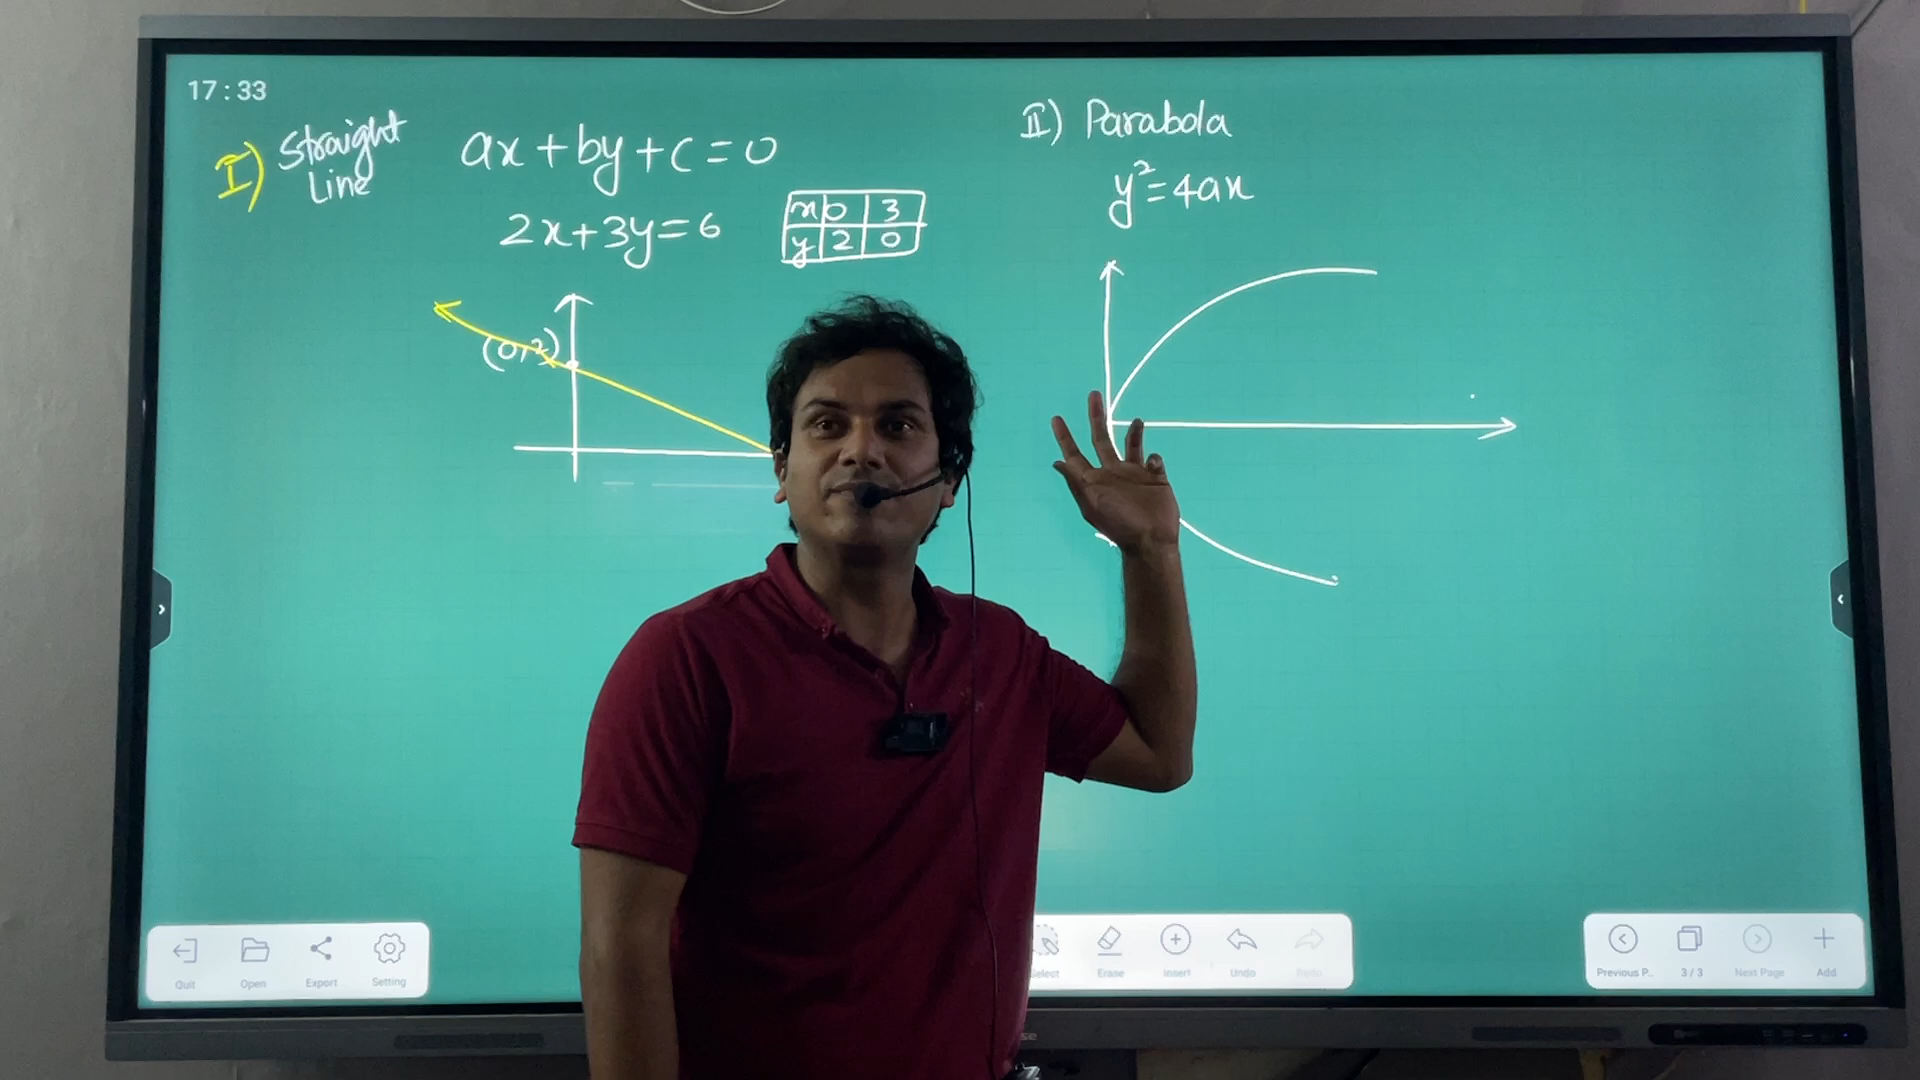 17:33
I) Straight
Line
ax+by+c=0
2x+3y=6
x 0 3
y 2 0
(0,2)
II) Parabola
y²=4ax
Quit
Open
Export
Setting
Select
Erase
Insert
Undo
Redo
Previous P..
3/3
Next Page
Add